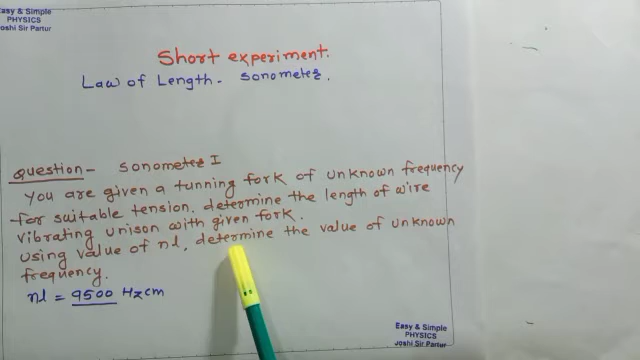 Easy & Simple
PHYSICS
Joshi Sir Partur
Short experiment.
Law of Length - Sonometer.
Question - Sonometer I
You are given a tunning fork of unknown frequency
for suitable tension, determine the length of wire
vibrating unison with given fork.
Using value of nl, determine the value of unknown
frequency.
nl = 9500 Hz cm
Easy & Simple
PHYSICS
Joshi Sir Partur